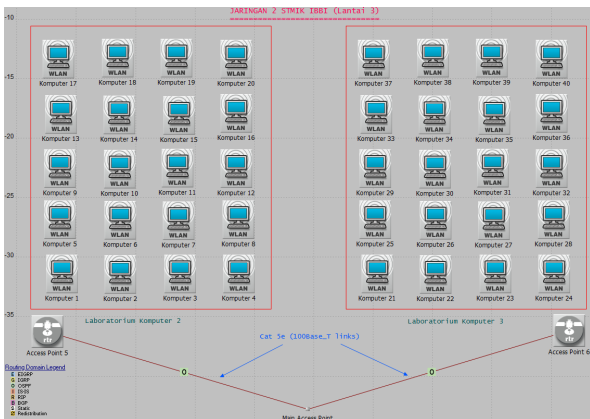 JARINGAN 2 STMIK IBBI (Lantai 3)
-10
WLAN WLAN WLAN WLAN WLAN WLAN WLAN WLAN
Komputer 17 Komputer 18 Komputer 19 Komputer 20 Komputer 37 Komputer 38 Komputer 39 Komputer 40
-15
WLAN WLAN WLAN WLAN WLAN WLAN WLAN WLAN
Komputer 13 Komputer 14 Komputer 15 Komputer 16 Komputer 33 Komputer 34 Komputer 35 Komputer 36
-20
WLAN WLAN WLAN WLAN WLAN WLAN WLAN WLAN
Komputer 9 Komputer 10 Komputer 11 Komputer 12 Komputer 29 Komputer 30 Komputer 31 Komputer 32
-25
WLAN WLAN WLAN WLAN WLAN WLAN WLAN WLAN
Komputer 5 Komputer 6 Komputer 7 Komputer 8 Komputer 25 Komputer 26 Komputer 27 Komputer 28
-30
WLAN WLAN WLAN WLAN WLAN WLAN WLAN WLAN
Komputer 1 Komputer 2 Komputer 3 Komputer 4 Komputer 21 Komputer 22 Komputer 23 Komputer 24
-35
Laboratorium Komputer 2 Laboratorium Komputer 3
rtr rtr
Access Point 5 Access Point 6
Cat 5e (100Base_T links)
O O
Routing Domain Legend
E EIGRP
G IGRP
O OSPF
I IS-IS
R RIP
B BGP
S Static
Redistribution
Main Access Point